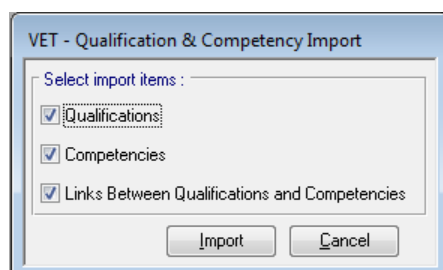 VET - Qualification & Competency Import
Select import items :
Qualifications
Competencies
Links Between Qualifications and Competencies
Import Cancel